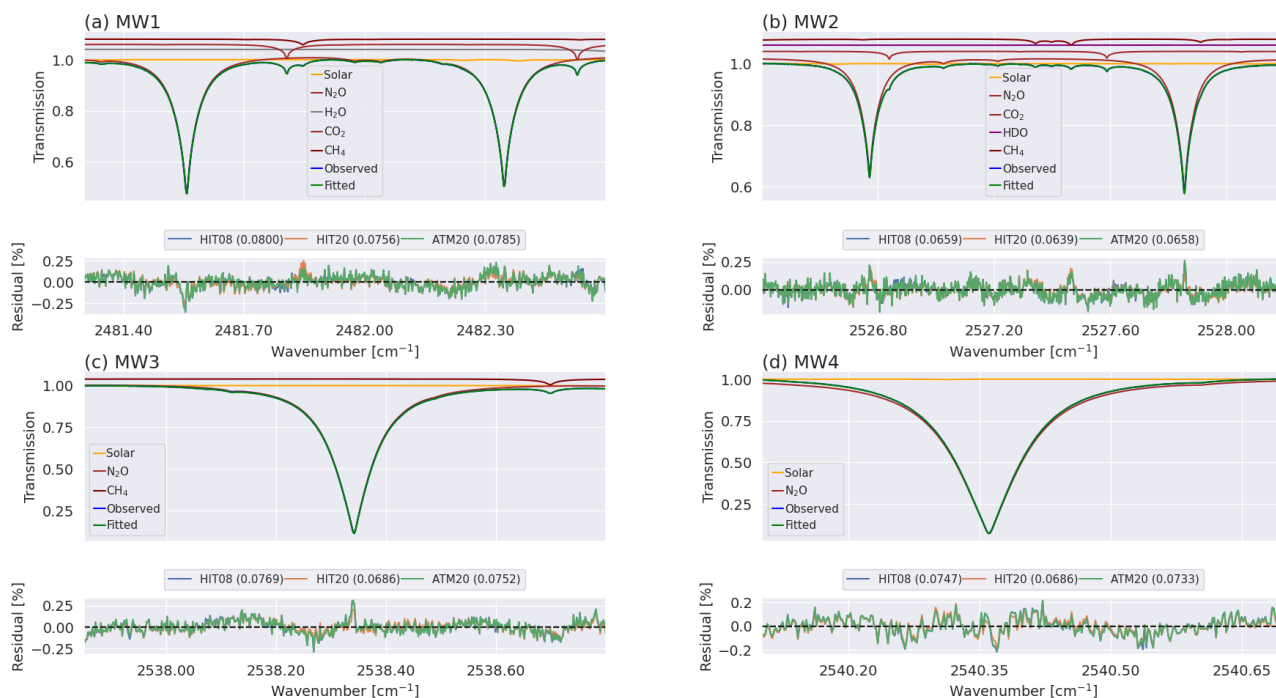 (a) MW1
Transmission
1.0
0.8
0.6
Solar
N₂O
H₂O
CO₂
CH₄
Observed
Fitted
Residual [%]
HIT08 (0.0800) HIT20 (0.0756) ATM20 (0.0785)
0.25
0.00
−0.25
2481.40 2481.70 2482.00 2482.30
Wavenumber [cm⁻¹]
(b) MW2
Transmission
1.0
0.8
0.6
Solar
N₂O
CO₂
HDO
CH₄
Observed
Fitted
Residual [%]
HIT08 (0.0659) HIT20 (0.0639) ATM20 (0.0658)
0.25
0.00
2526.80 2527.20 2527.60 2528.00
Wavenumber [cm⁻¹]
(c) MW3
Transmission
1.00
0.75
0.50
0.25
Solar
N₂O
CH₄
Observed
Fitted
Residual [%]
HIT08 (0.0769) HIT20 (0.0686) ATM20 (0.0752)
0.25
0.00
−0.25
2538.00 2538.20 2538.40 2538.60
Wavenumber [cm⁻¹]
(d) MW4
Transmission
1.00
0.75
0.50
0.25
Solar
N₂O
Observed
Fitted
Residual [%]
HIT08 (0.0747) HIT20 (0.0686) ATM20 (0.0733)
0.2
0.0
−0.2
2540.20 2540.35 2540.50 2540.65
Wavenumber [cm⁻¹]